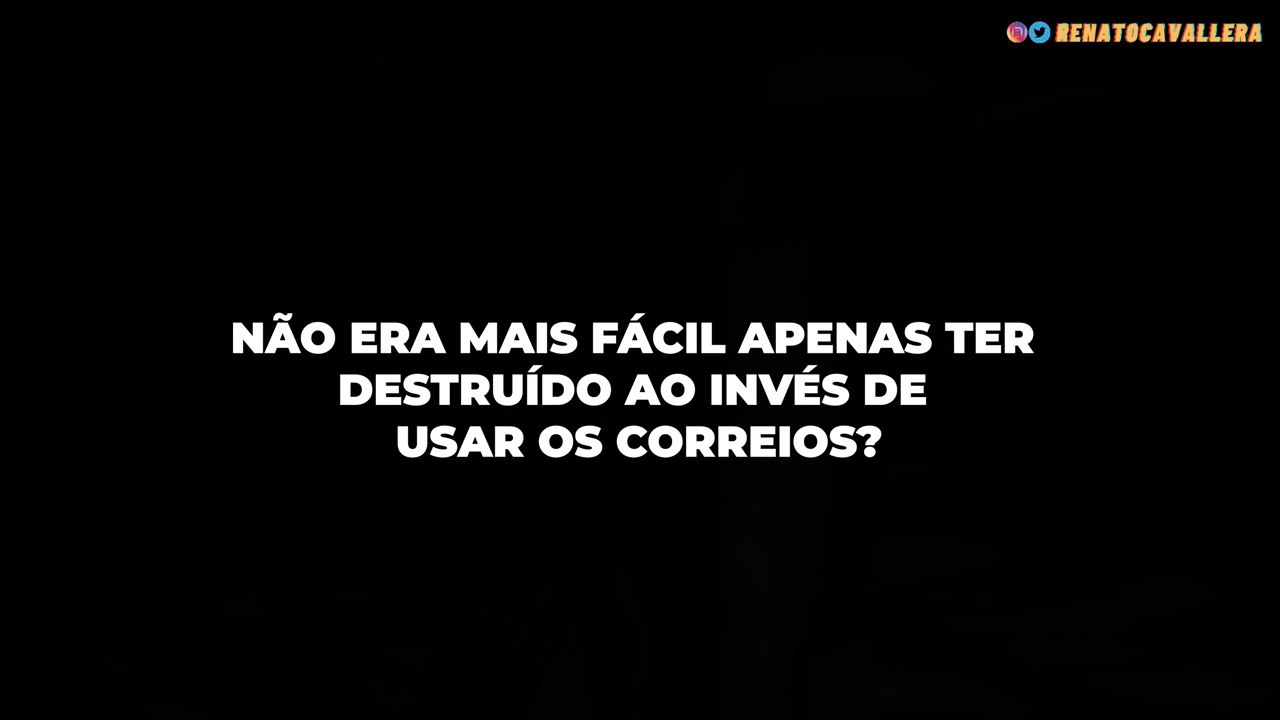 RENATOCAVALLERA
NÃO ERA MAIS FÁCIL APENAS TER
DESTRUÍDO AO INVÉS DE
USAR OS CORREIOS?